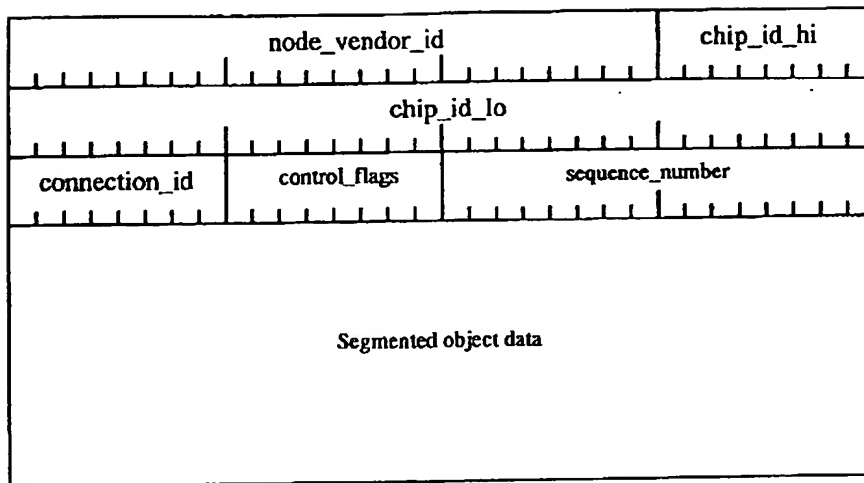 node_vendor_id chip_id_hi
chip_id_lo
connection_id control_flags sequence_number
Segmented object data